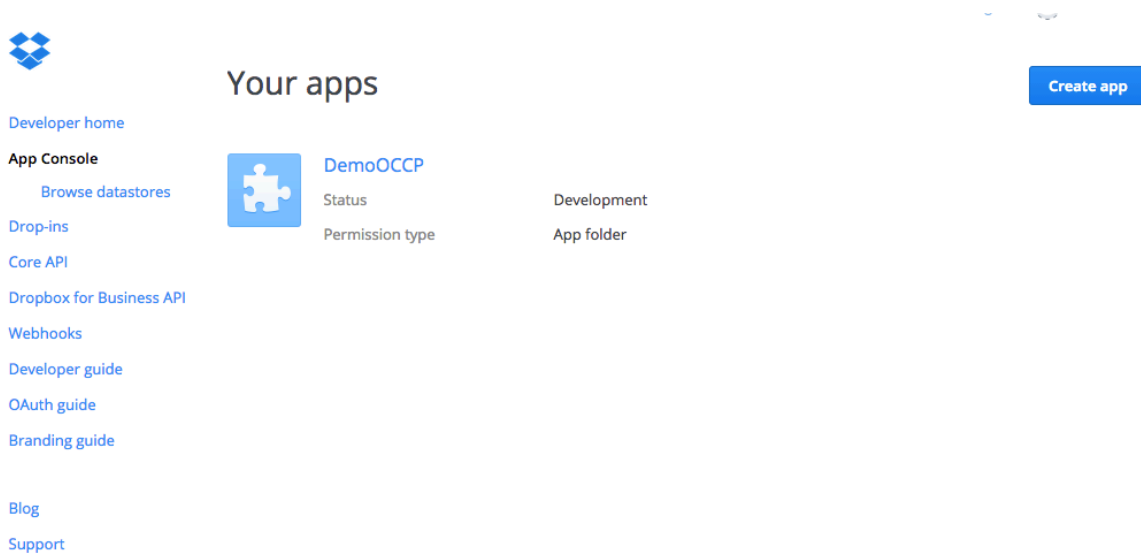 Your apps
Create app
Developer home
App Console
Browse datastores
Drop-ins
Core API
Dropbox for Business API
Webhooks
Developer guide
OAuth guide
Branding guide
Blog
Support
DemoOCCP
Status Development
Permission type App folder